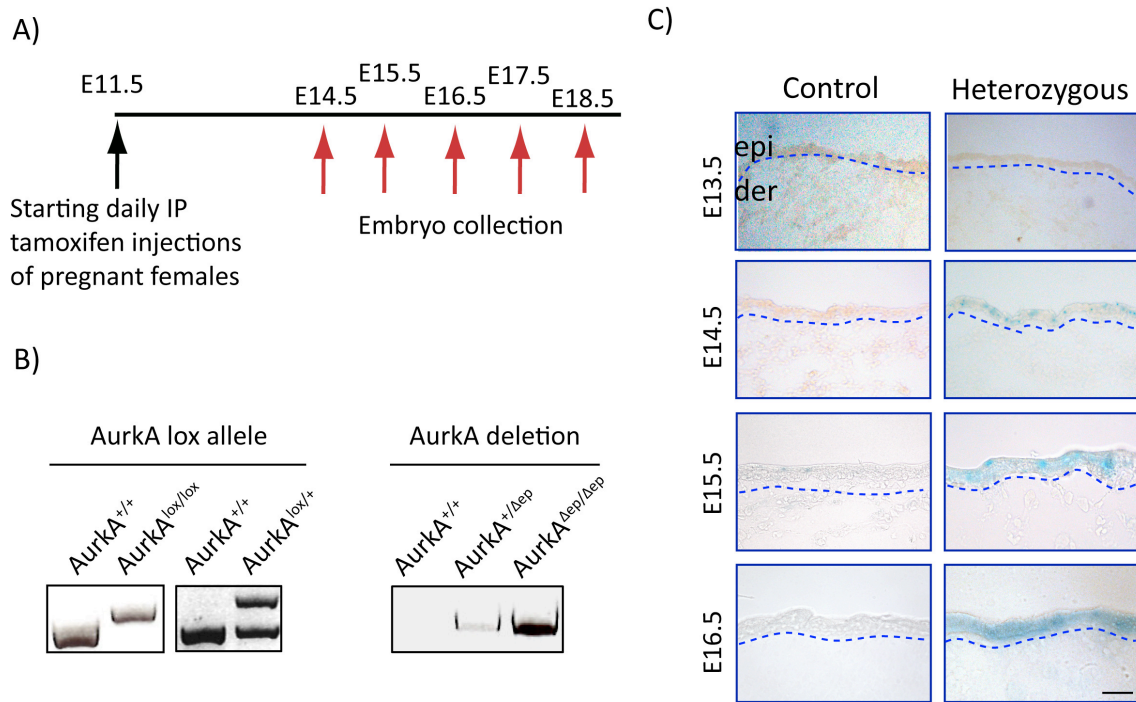 A)
E11.5
E14.5
E15.5
E16.5
E17.5
E18.5
Starting daily IP
tamoxifen injections
of pregnant females
Embryo collection
B)
AurkA lox allele
AurkA+/+
AurkAlox/lox
AurkA+/+
AurkAlox/+
AurkA deletion
AurkA+/+
AurkA+/Δep
AurkAΔep/Δep
C)
Control
Heterozygous
E13.5
epi
der
E14.5
E15.5
E16.5